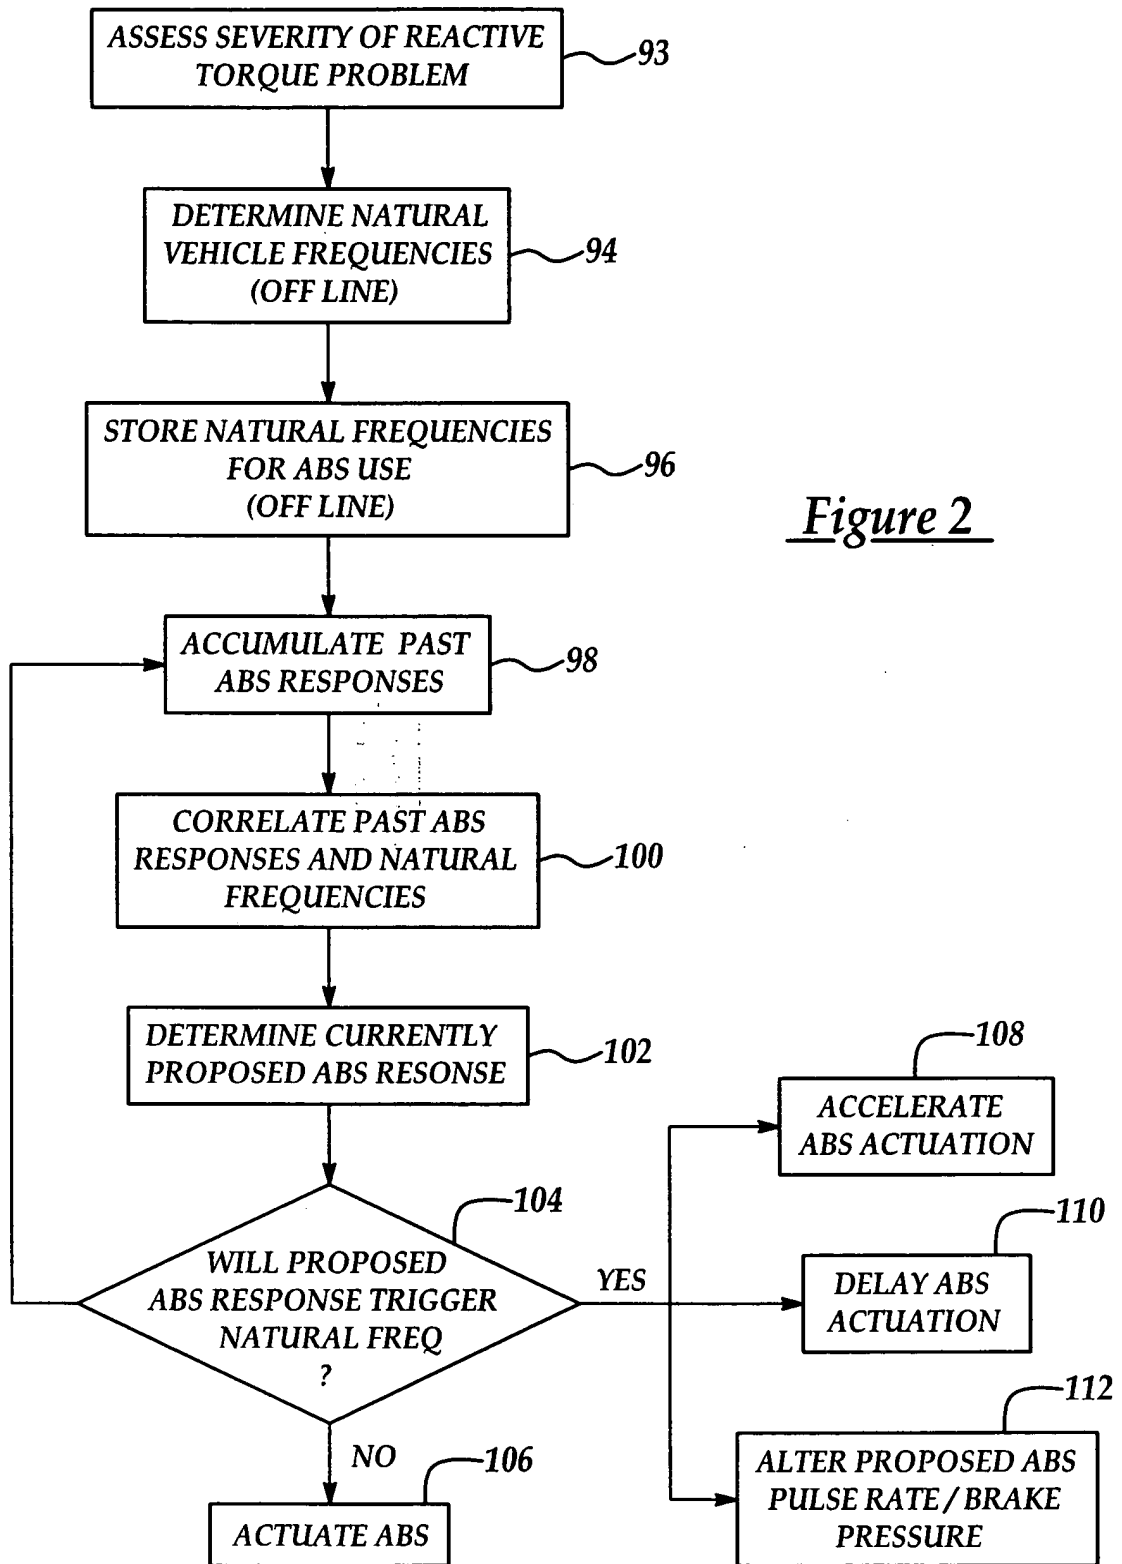 ASSESS SEVERITY OF REACTIVE
TORQUE PROBLEM
93
DETERMINE NATURAL
VEHICLE FREQUENCIES
(OFF LINE)
94
STORE NATURAL FREQUENCIES
FOR ABS USE
(OFF LINE)
96
Figure 2
ACCUMULATE PAST
ABS RESPONSES
98
CORRELATE PAST ABS
RESPONSES AND NATURAL
FREQUENCIES
100
DETERMINE CURRENTLY
PROPOSED ABS RESONSE
102
WILL PROPOSED
ABS RESPONSE TRIGGER
NATURAL FREQ
?
104
YES
108
ACCELERATE
ABS ACTUATION
110
DELAY ABS
ACTUATION
112
ALTER PROPOSED ABS
PULSE RATE / BRAKE
PRESSURE
NO
106
ACTUATE ABS